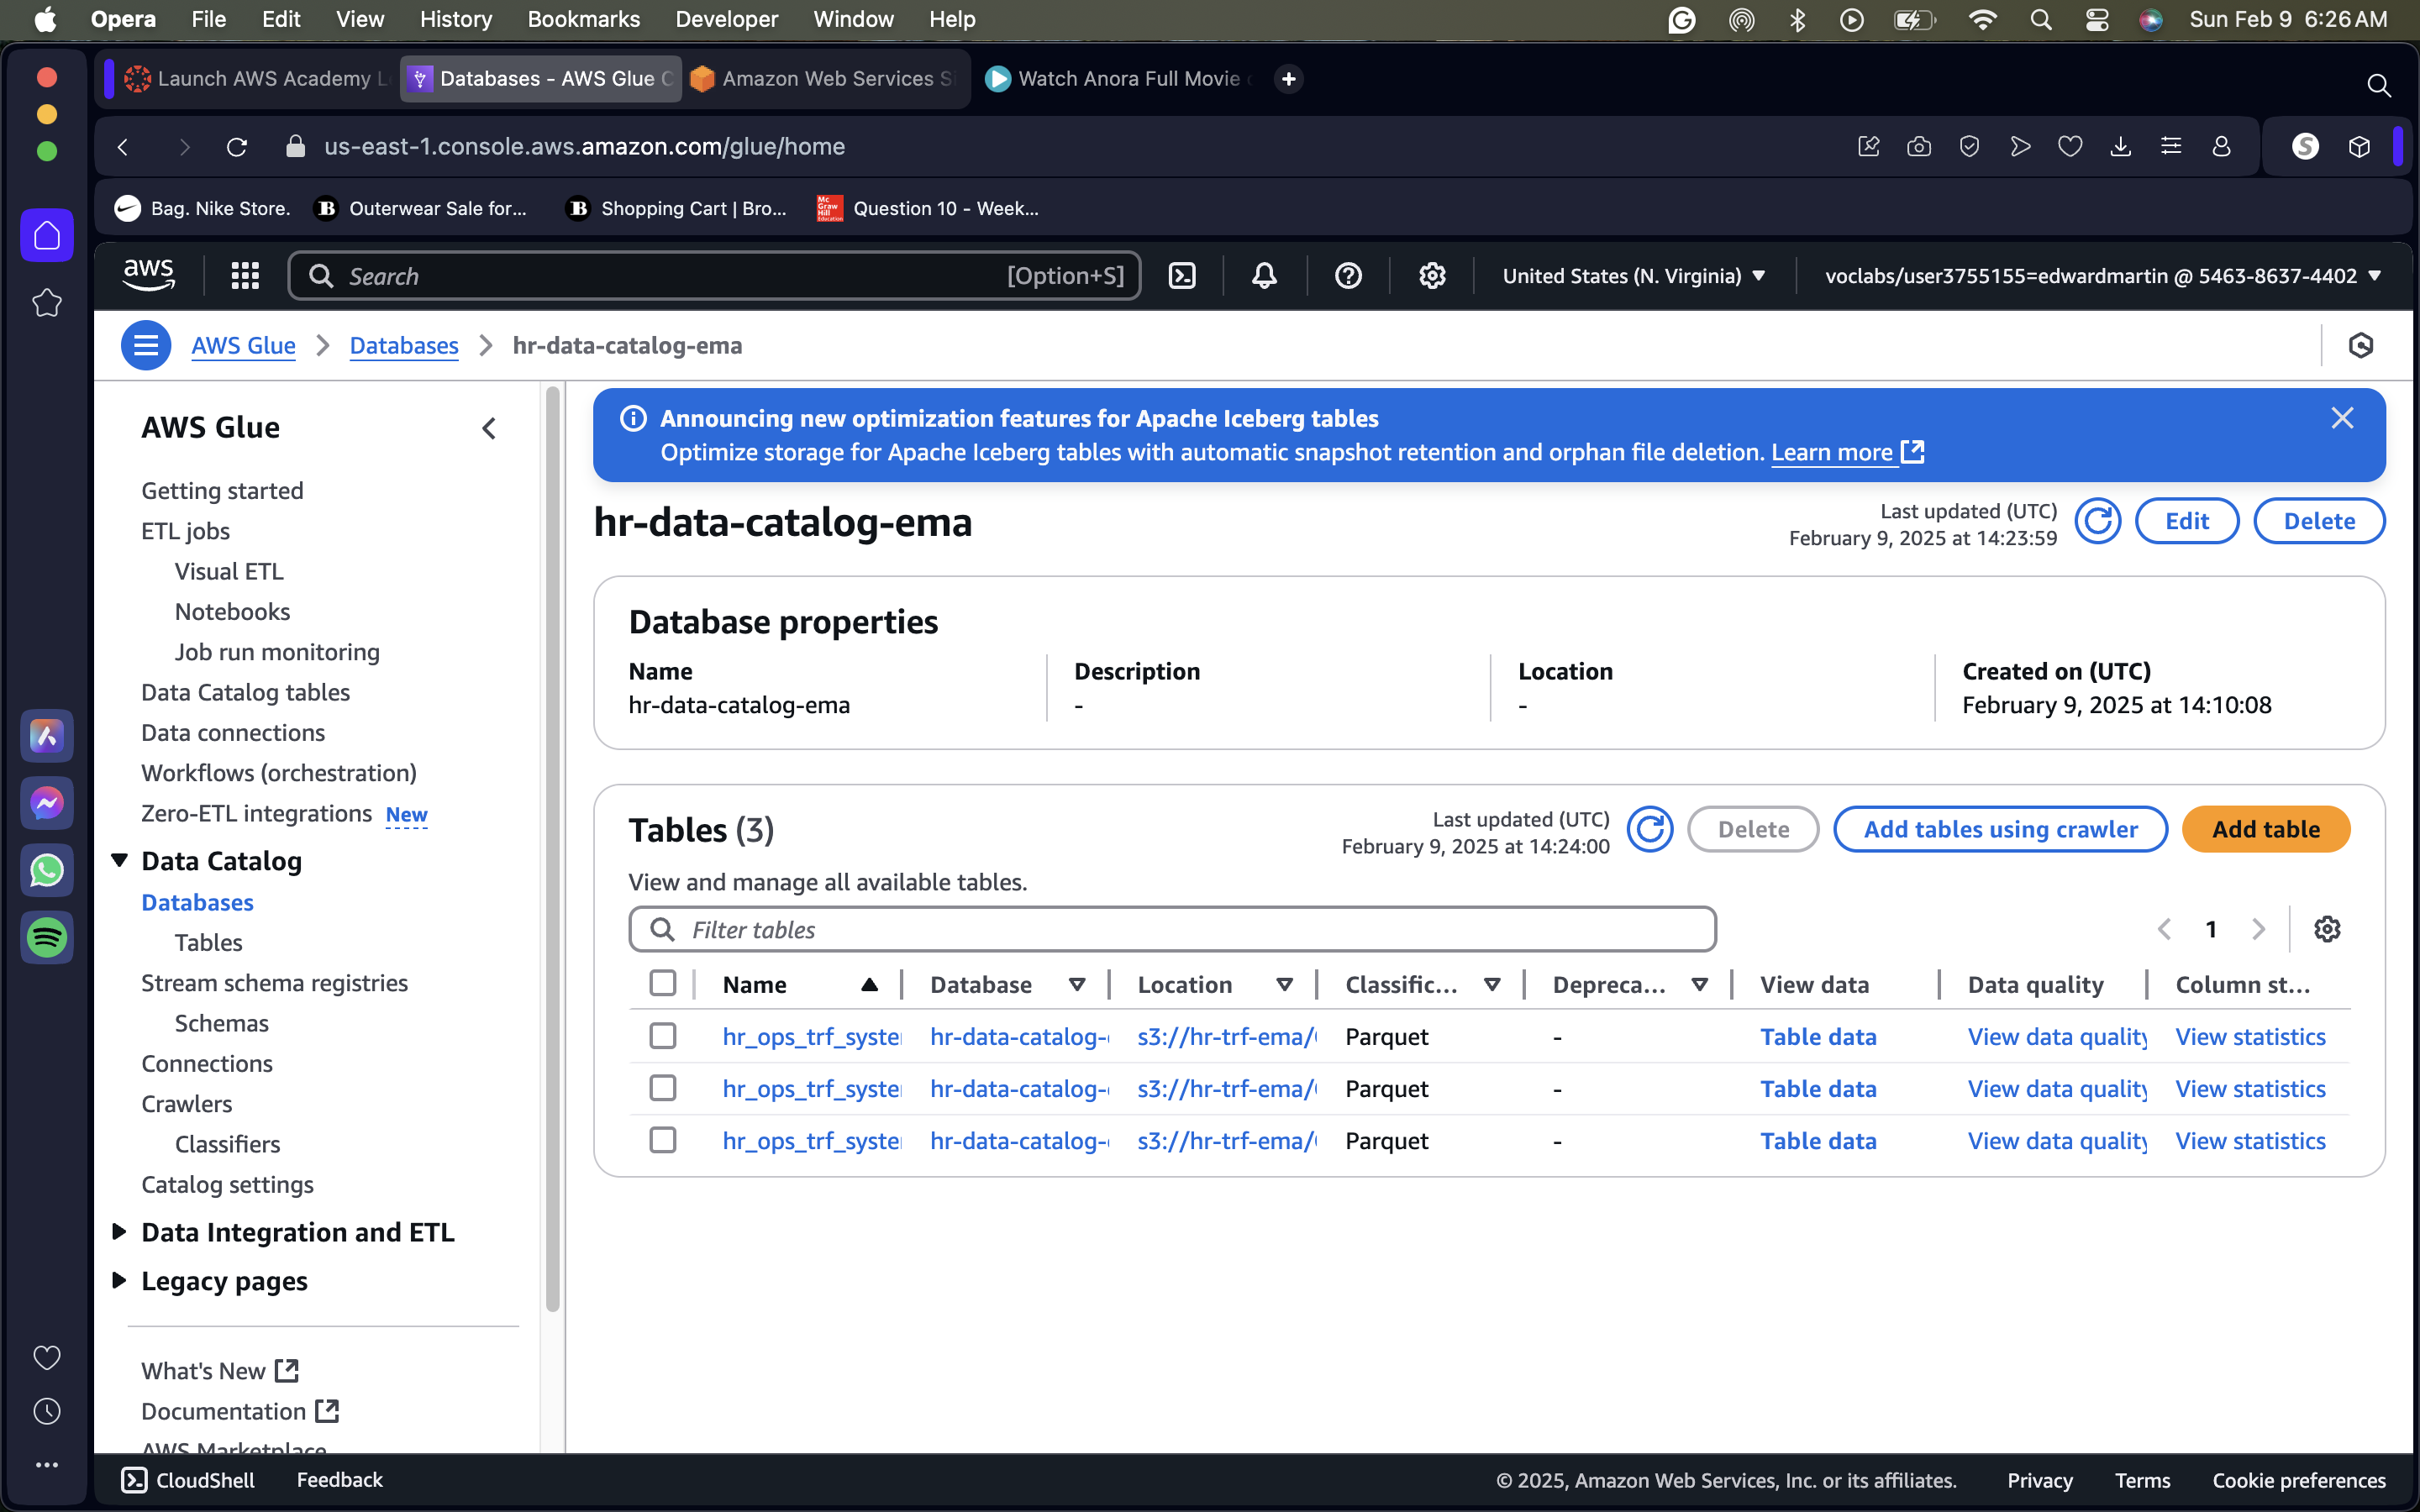 Opera File Edit View History Bookmarks Developer Window Help Sun Feb 9 6:26 AM
Launch AWS Academy L Databases - AWS Glue C Amazon Web Services Si Watch Anora Full Movie
us-east-1.console.aws.amazon.com/glue/home
Bag. Nike Store. B Outerwear Sale for... B Shopping Cart | Bro... Mc Graw Hill Education Question 10 - Week...
aws Search [Option+S] United States (N. Virginia) voclabs/user3755155=edwardmartin @ 5463-8637-4402
AWS Glue Databases hr-data-catalog-ema
AWS Glue
Getting started
ETL jobs
Visual ETL
Notebooks
Job run monitoring
Data Catalog tables
Data connections
Workflows (orchestration)
Zero-ETL integrations New
Data Catalog
Databases
Tables
Stream schema registries
Schemas
Connections
Crawlers
Classifiers
Catalog settings
Data Integration and ETL
Legacy pages
What's New
Documentation
AWS Marketplace
Announcing new optimization features for Apache Iceberg tables
Optimize storage for Apache Iceberg tables with automatic snapshot retention and orphan file deletion. Learn more
hr-data-catalog-ema
Last updated (UTC)
February 9, 2025 at 14:23:59
Edit Delete
Database properties
Name Description Location Created on (UTC)
hr-data-catalog-ema - - February 9, 2025 at 14:10:08
Tables (3)
Last updated (UTC)
February 9, 2025 at 14:24:00
Delete Add tables using crawler Add table
View and manage all available tables.
Filter tables
1
Name Database Location Classific... Depreca... View data Data quality Column st...
hr_ops_trf_syste hr-data-catalog- s3://hr-trf-ema/ Parquet - Table data View data quality View statistics
hr_ops_trf_syste hr-data-catalog- s3://hr-trf-ema/ Parquet - Table data View data quality View statistics
hr_ops_trf_syste hr-data-catalog- s3://hr-trf-ema/ Parquet - Table data View data quality View statistics
CloudShell Feedback © 2025, Amazon Web Services, Inc. or its affiliates. Privacy Terms Cookie preferences